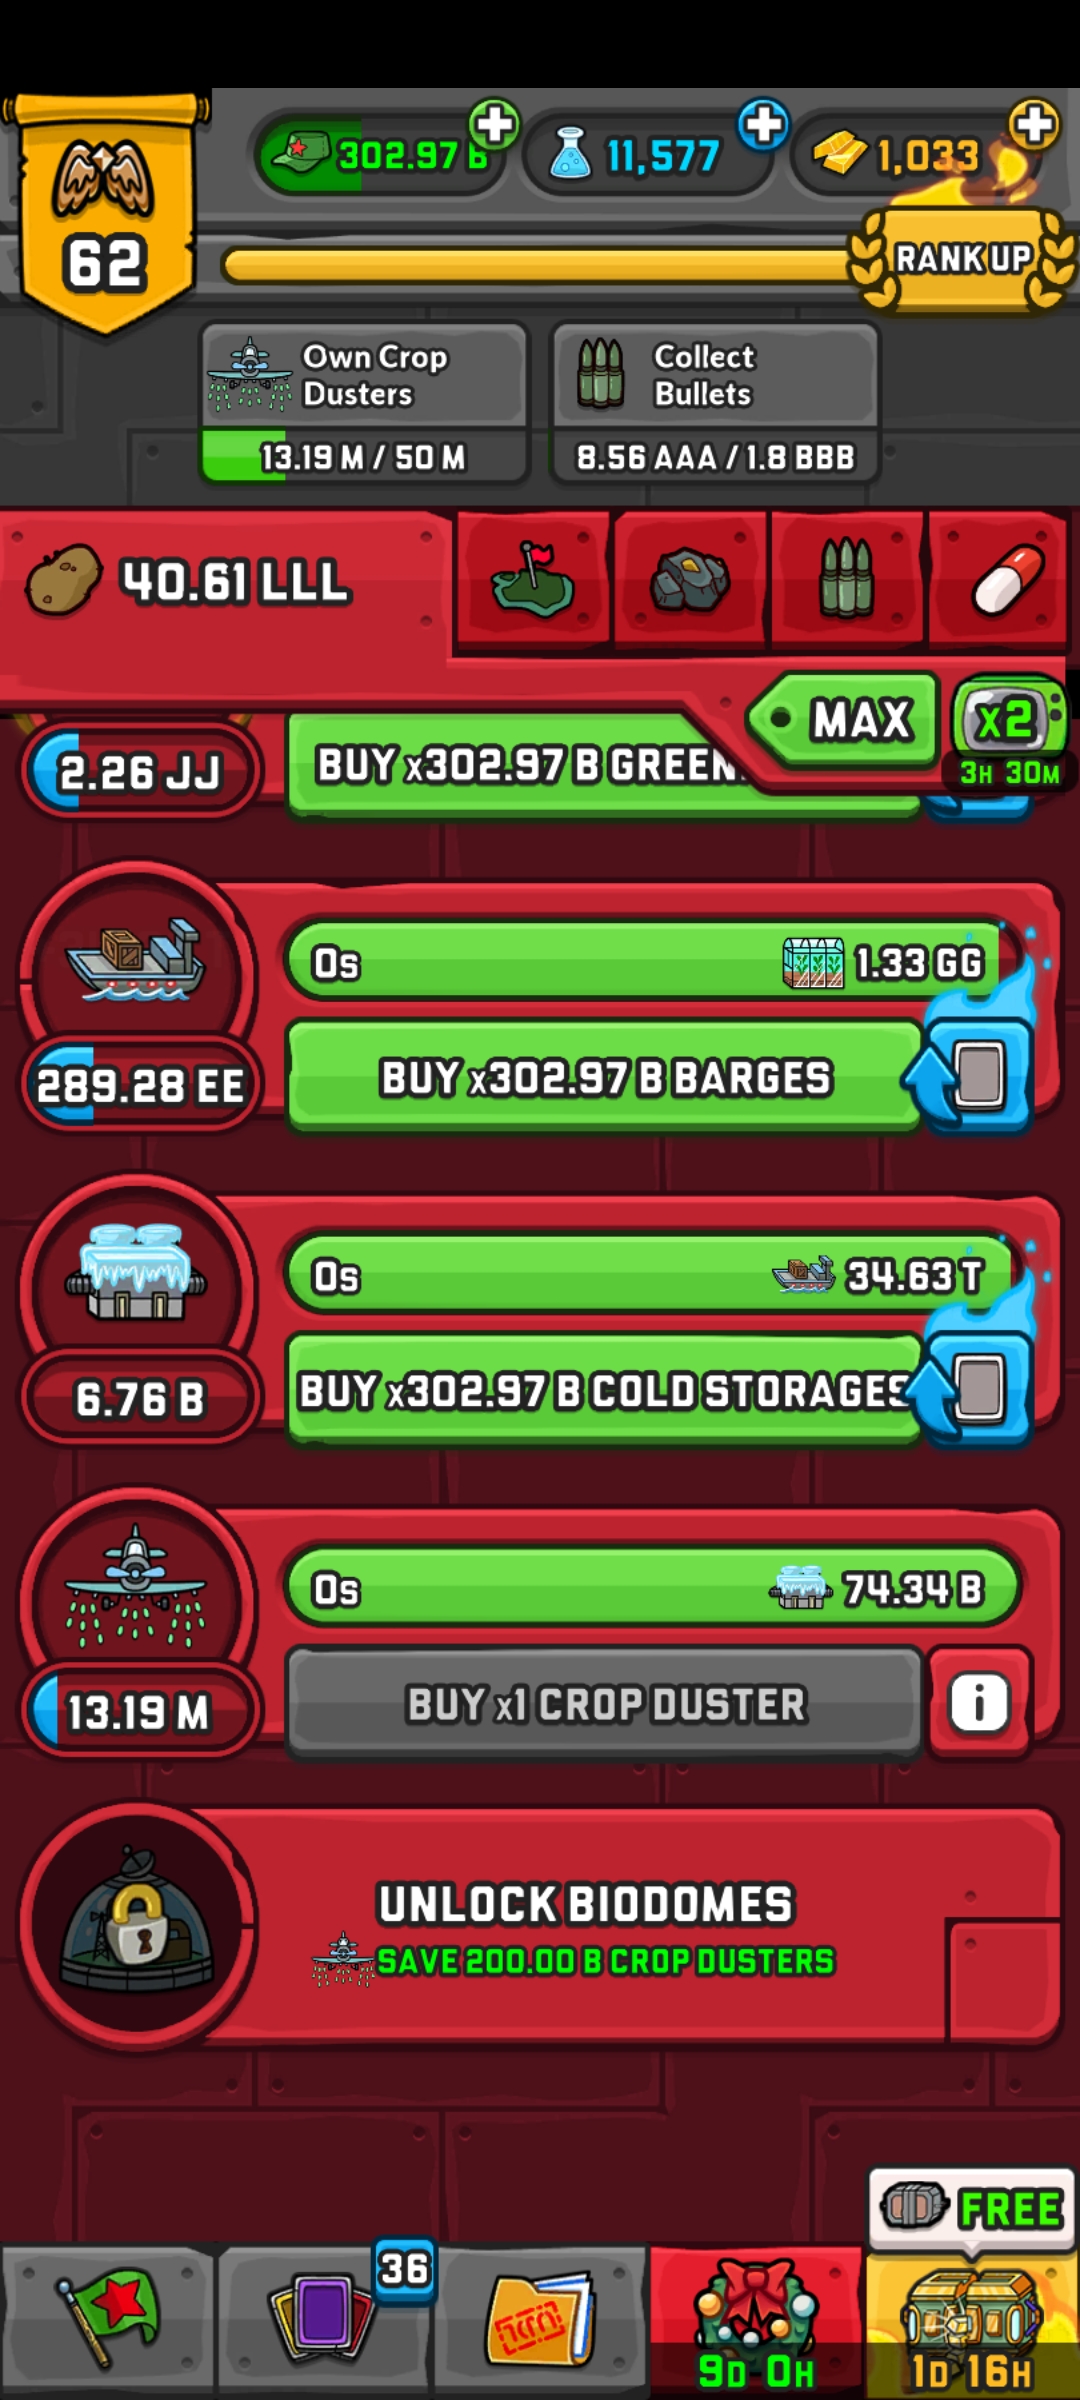 302.97 B
11,577
1,033
62
RANK UP
Own Crop
Dusters
13.19 M / 50 M
Collect
Bullets
8.56 AAA / 1.8 BBB
40.61 LLL
MAX
x2
3H 30M
2.26 JJ
BUY x302.97 B GREEN
0s
1.33 GG
289.28 EE
BUY x302.97 B BARGES
0s
34.63 T
6.76 B
BUY x302.97 B COLD STORAGES
0s
74.34 B
13.19 M
BUY x1 CROP DUSTER
i
UNLOCK BIODOMES
SAVE 200.00 B CROP DUSTERS
FREE
36
9D 0H
1D 16H